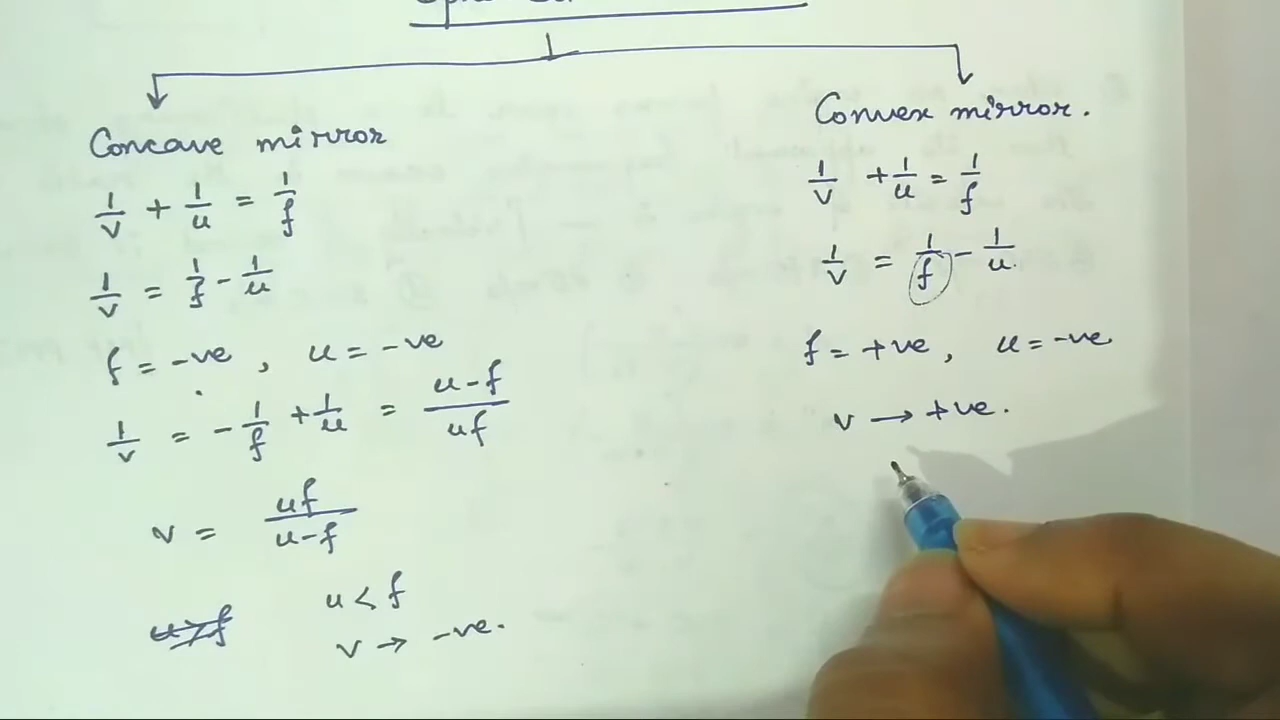 Concave mirror
1/v + 1/u = 1/f
1/v = 1/f - 1/u
f = -ve , u = -ve
1/v = - 1/f + 1/u = u-f/uf
v = uf/u-f
u>f u < f
v → -ve.
Convex mirror.
1/v + 1/u = 1/f
1/v = 1/f - 1/u.
f = +ve , u = -ve
v → +ve.